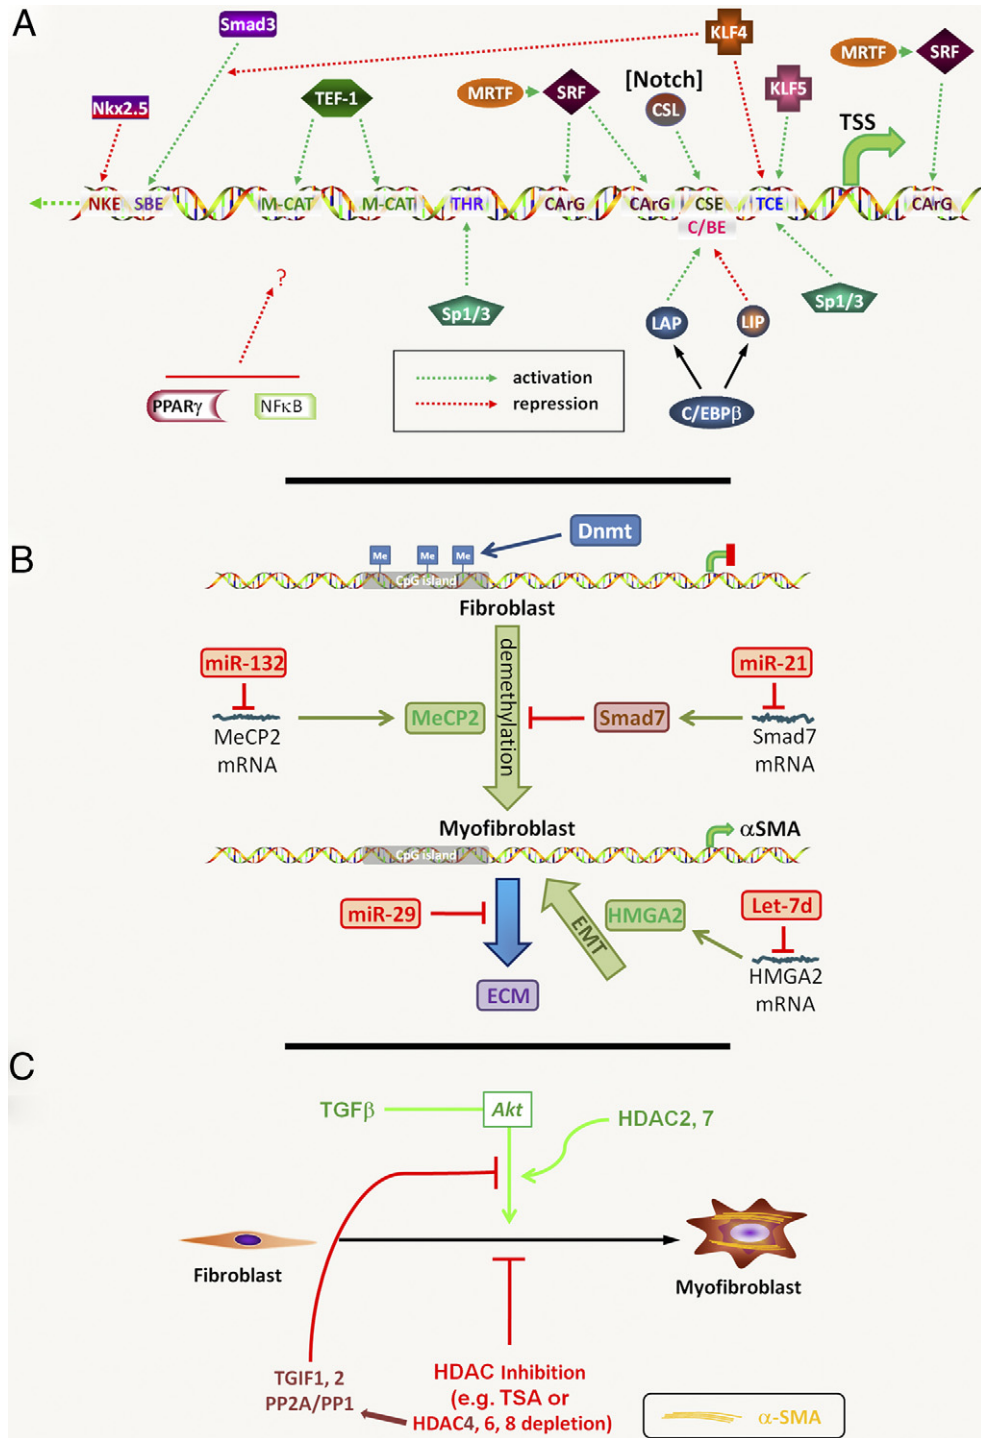 A
Smad3
KLF4
MRTF
SRF
Nkx2.5
TEF-1
MRTF
SRF
[Notch]
CSL
KLF5
TSS
NKE
SBE
M-CAT
M-CAT
THR
CArG
CArG
CSE
TCE
CArG
C/BE
?
Sp1/3
LAP
LIP
Sp1/3
activation
repression
PPARγ
NFκB
C/EBPβ
B
Dnmt
Me
Me
Me
CpG island
Fibroblast
demethylation
miR-132
miR-21
MeCP2
Smad7
MeCP2
mRNA
Smad7
mRNA
Myofibroblast
αSMA
CpG island
miR-29
EMT
HMGA2
Let-7d
HMGA2
mRNA
ECM
C
TGFβ
Akt
HDAC2, 7
Fibroblast
Myofibroblast
TGIF1, 2
PP2A/PP1
HDAC Inhibition
(e.g. TSA or
HDAC4, 6, 8 depletion)
α-SMA